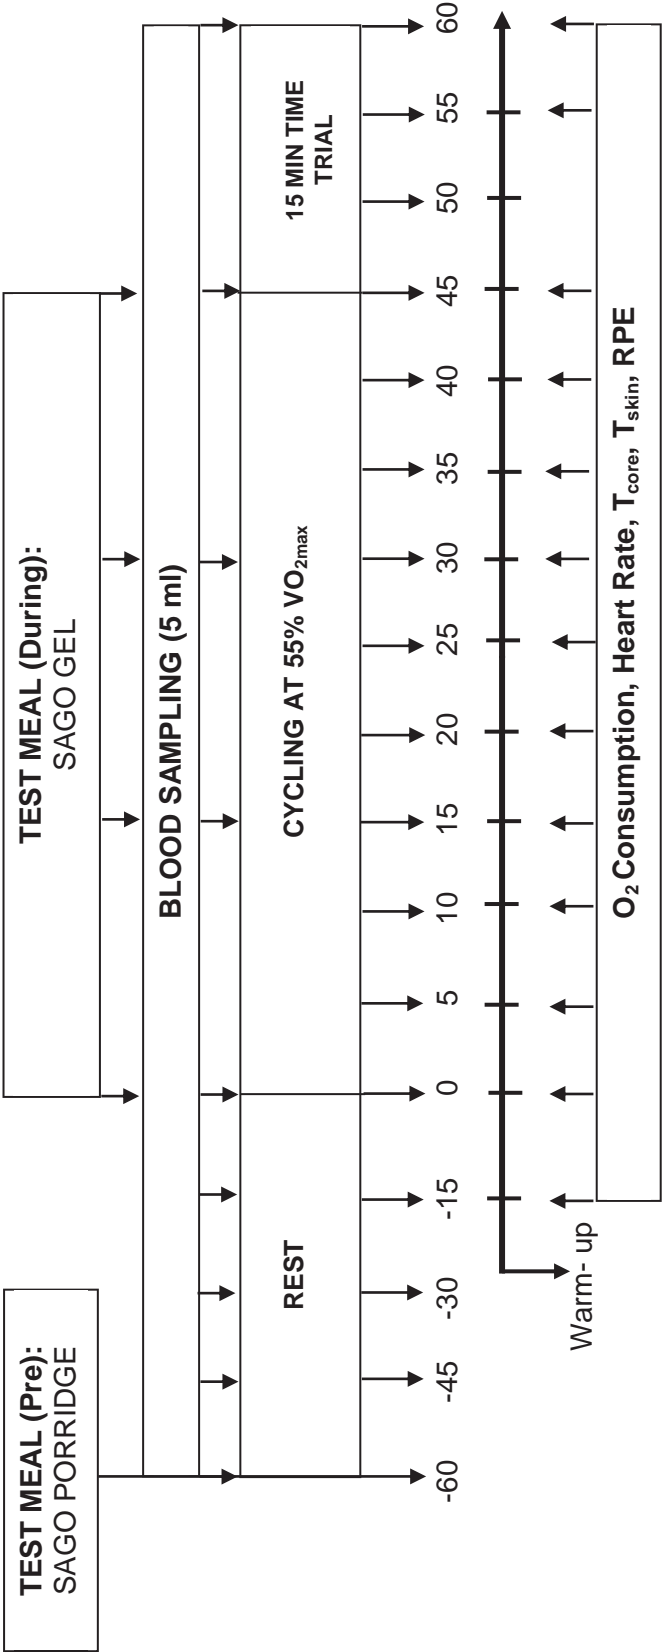 TEST MEAL (Pre):
SAGO PORRIDGE
TEST MEAL (During):
SAGO GEL
BLOOD SAMPLING (5 ml)
REST
CYCLING AT 55% VO2max
15 MIN TIME
TRIAL
-60 -45 -30 -15 0 5 10 15 20 25 30 35 40 45 50 55 60
Warm- up
O2 Consumption, Heart Rate, Tcore, Tskin, RPE